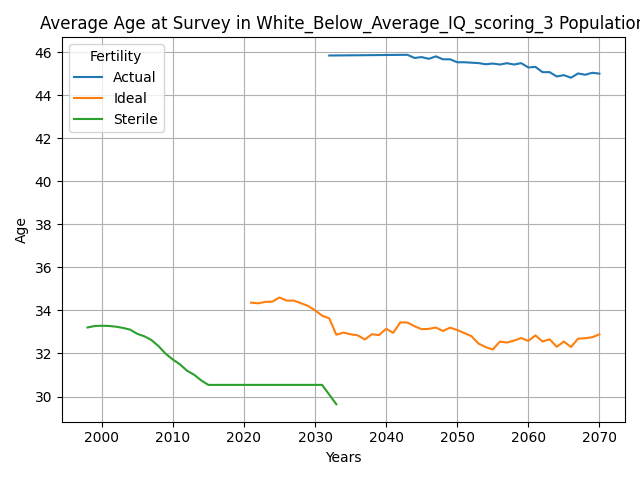 Average Age at Survey in White_Below_Average_IQ_scoring_3 Population
Fertility
Actual
Ideal
Sterile
46
44
42
40
38
36
34
32
30
Age
2000 2010 2020 2030 2040 2050 2060 2070
Years